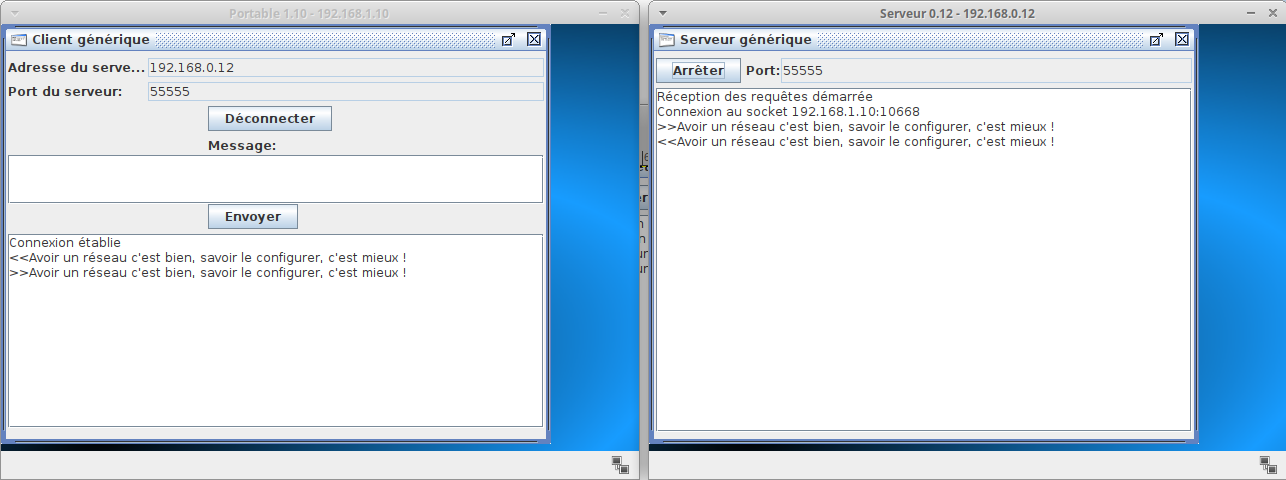 Portable 1.10 - 192.168.1.10
Client générique
Adresse du serve... 192.168.0.12
Port du serveur: 55555
Déconnecter
Message:
Envoyer
Connexion établie
<<Avoir un réseau c'est bien, savoir le configurer, c'est mieux !
>>Avoir un réseau c'est bien, savoir le configurer, c'est mieux !
Serveur 0.12 - 192.168.0.12
Serveur générique
Arrêter Port: 55555
Réception des requêtes démarrée
Connexion au socket 192.168.1.10:10668
>>Avoir un réseau c'est bien, savoir le configurer, c'est mieux !
<<Avoir un réseau c'est bien, savoir le configurer, c'est mieux !